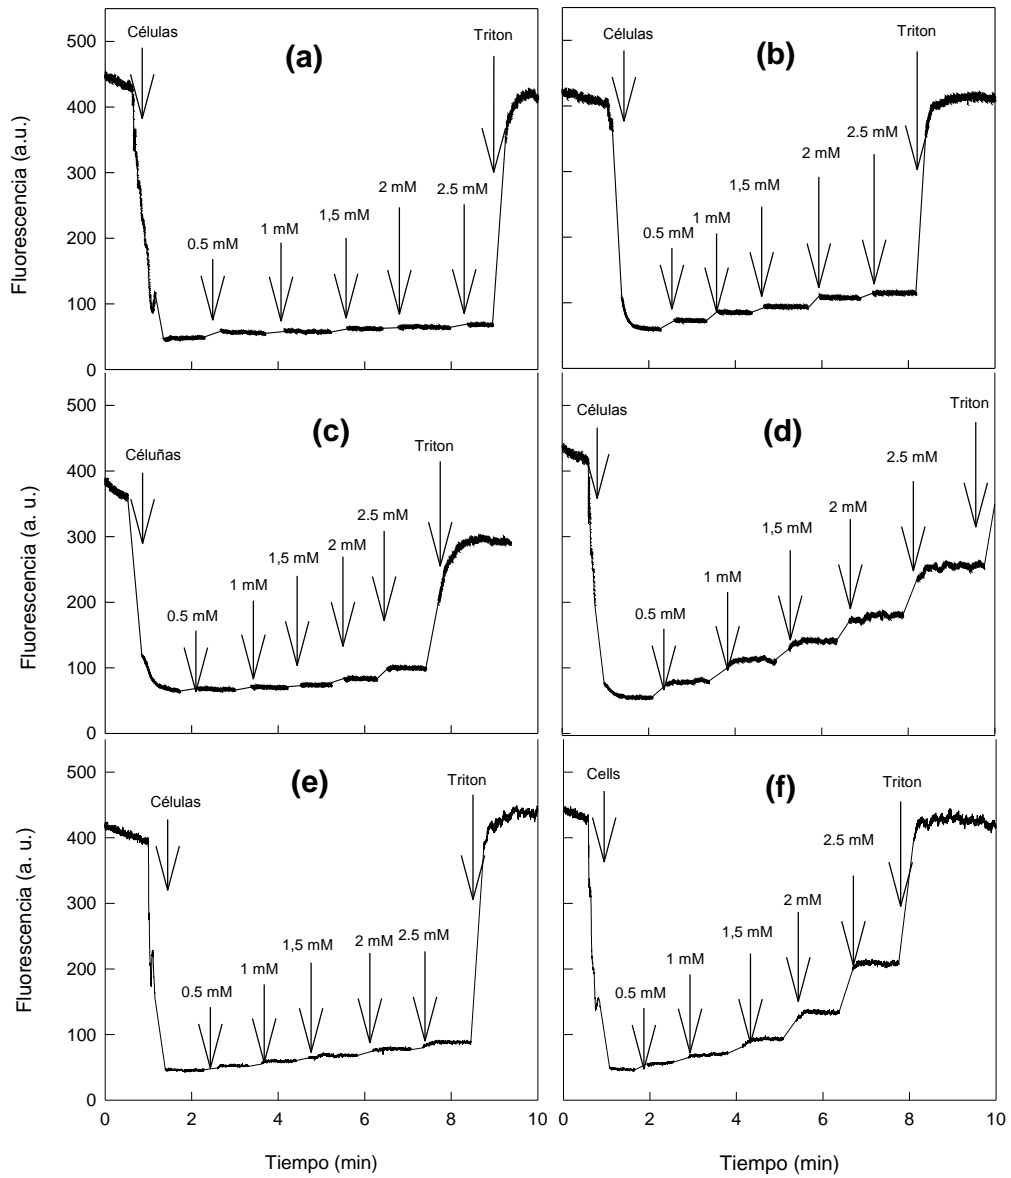 500
400
300
200
100
0
Fluorescencia (a.u.)
Células
(a)
Triton
0.5 mM
1 mM
1,5 mM
2 mM
2.5 mM
Células
(b)
Triton
0.5 mM
1 mM
1,5 mM
2 mM
2.5 mM
500
400
300
200
100
0
Fluorescencia (a. u.)
Céluñas
(c)
Triton
0.5 mM
1 mM
1,5 mM
2 mM
2.5 mM
Células
(d)
Triton
0.5 mM
1 mM
1,5 mM
2 mM
2.5 mM
500
400
300
200
100
0
Fluorescencia (a. u.)
Células
(e)
Triton
0.5 mM
1 mM
1,5 mM
2 mM
2.5 mM
0 2 4 6 8 10
Tiempo (min)
Cells
(f)
Triton
0.5 mM
1 mM
1,5 mM
2 mM
2.5 mM
0 2 4 6 8 10
Tiempo (min)